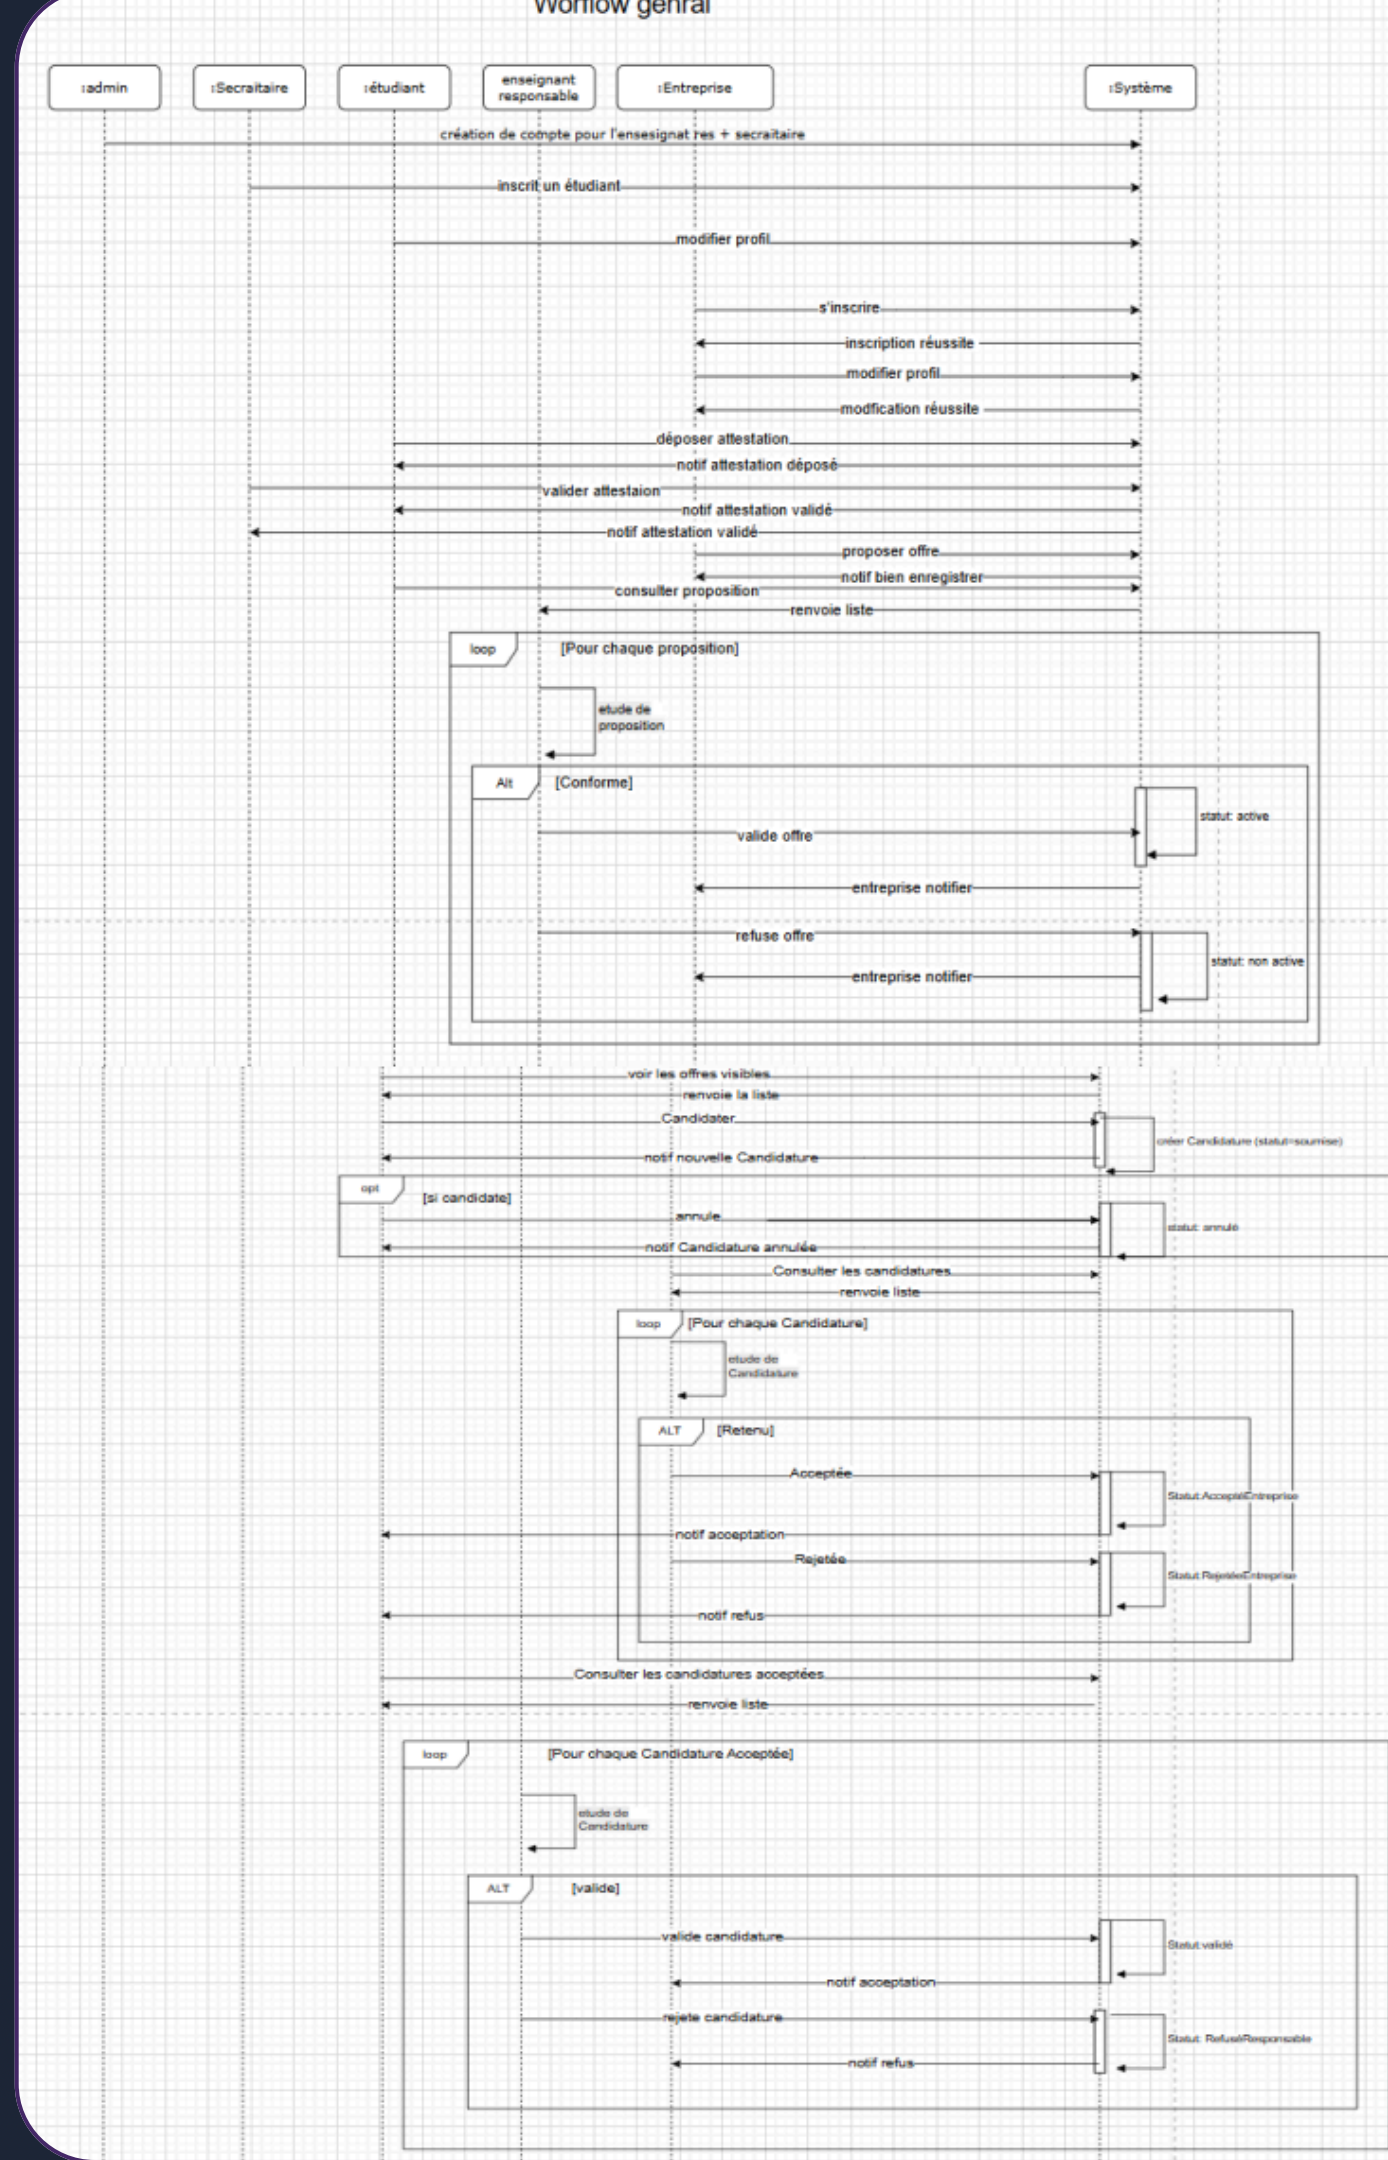 Worflow genral
:admin
:Secraitaire
:étudiant
enseignant
responsable
:Entreprise
:Système
création de compte pour l'ensesignat res + secraitaire
inscrit un étudiant
modifier profil
s'inscrire
inscription réussite
modifier profil
modfication réussite
déposer attestation
notif attestation déposé
valider attestaion
notif attestation validé
notif attestation validé
proposer offre
notif bien enregistrer
consulter proposition
renvoie liste
loop
[Pour chaque proposition]
etude de
proposition
Alt
[Conforme]
statut: active
valide offre
entreprise notifier
refuse offre
statut: non active
entreprise notifier
voir les offres visibles
renvoie la liste
Candidater
créer Candidature (statut=soumise)
notif nouvelle Candidature
opt
[si candidate]
annule
statut: annulé
notif Candidature annulée
Consulter les candidatures
renvoie liste
loop
[Pour chaque Candidature]
etude de
Candidature
ALT
[Retenu]
Acceptée
Statut:AcceptéEntreprise
notif acceptation
Rejetée
Statut:RejetéeEntreprise
notif refus
Consulter les candidatures acceptées
renvoie liste
loop
[Pour chaque Candidature Acceptée]
etude de
Candidature
ALT
[valide]
valide candidature
Statut:validé
notif acceptation
rejete candidature
Statut: RefuséResponsable
notif refus